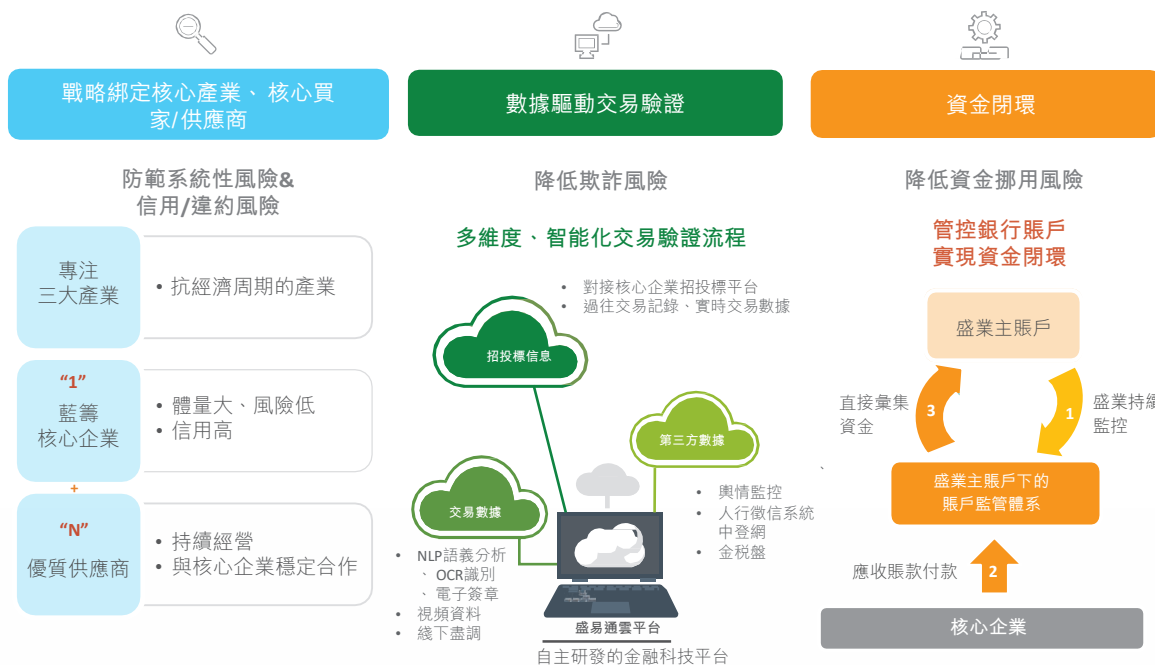 戰略綁定核心產業、核心買
家/供應商
防範系統性風險&
信用/違約風險
專注
三大產業
• 抗經濟周期的產業
“1”
藍籌
核心企業
• 體量大、風險低
• 信用高
+
“N”
優質供應商
• 持續經營
• 與核心企業穩定合作
數據驅動交易驗證
降低欺詐風險
多維度、智能化交易驗證流程
• 對接核心企業招投標平台
• 過往交易記錄、實時交易數據
招投標信息
第三方數據
• 輿情監控
• 人行徵信系統
中登網
• 金税盤
交易數據
• NLP語義分析
、 OCR識別
、 電子簽章
• 視頻資料
• 綫下盡調
盛易通雲平台
自主研發的金融科技平台
資金閉環
降低資金挪用風險
管控銀行賬戶
實現資金閉環
盛業主賬戶
直接彙集
資金
3
1
盛業持續
監控
、
盛業主賬戶下的
賬戶監管體系
應收賬款付款
2
核心企業